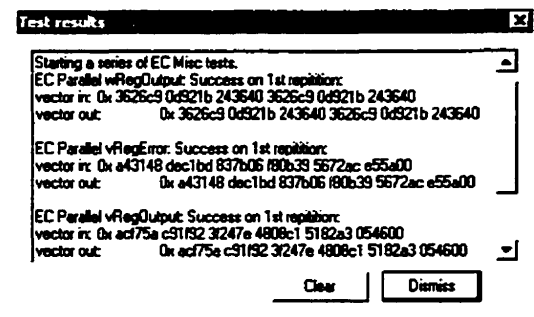 Test results
Starting a series of EC Misc tests.
EC Parallel wRegOutput: Success on 1st repitition:
vector in: 0x 3626c9 0d921b 243640 3626c9 0d921b 243640
vector out: 0x 3626c9 0d921b 243640 3626c9 0d921b 243640
EC Parallel vRegError: Success on 1st repitition:
vector in: 0x a43148 dec1bd 837b06 f80b39 5672ac e55a00
vector out: 0x a43148 dec1bd 837b06 f80b39 5672ac e55a00
EC Parallel vRegOutput: Success on 1st repitition:
vector in: 0x acf75a c91f92 3f247e 4808c1 5182a3 054600
vector out: 0x acf75a c91f92 3f247e 4808c1 5182a3 054600
Clear Dismiss